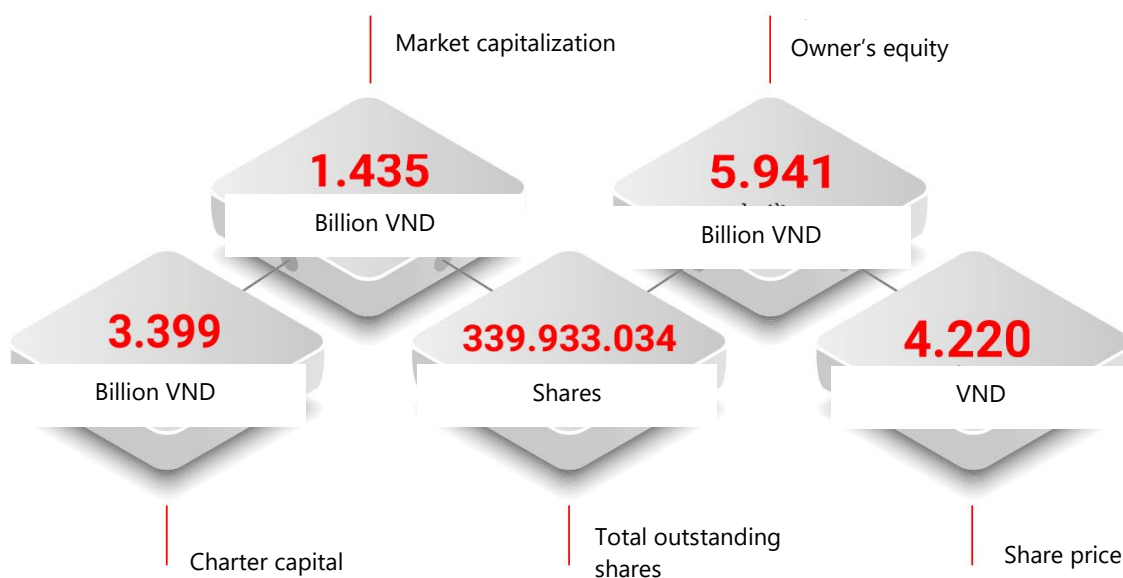 Market capitalization
Owner's equity
1.435
Billion VND
5.941
Billion VND
3.399
Billion VND
339.933.034
Shares
4.220
VND
Charter capital
Total outstanding
shares
Share price